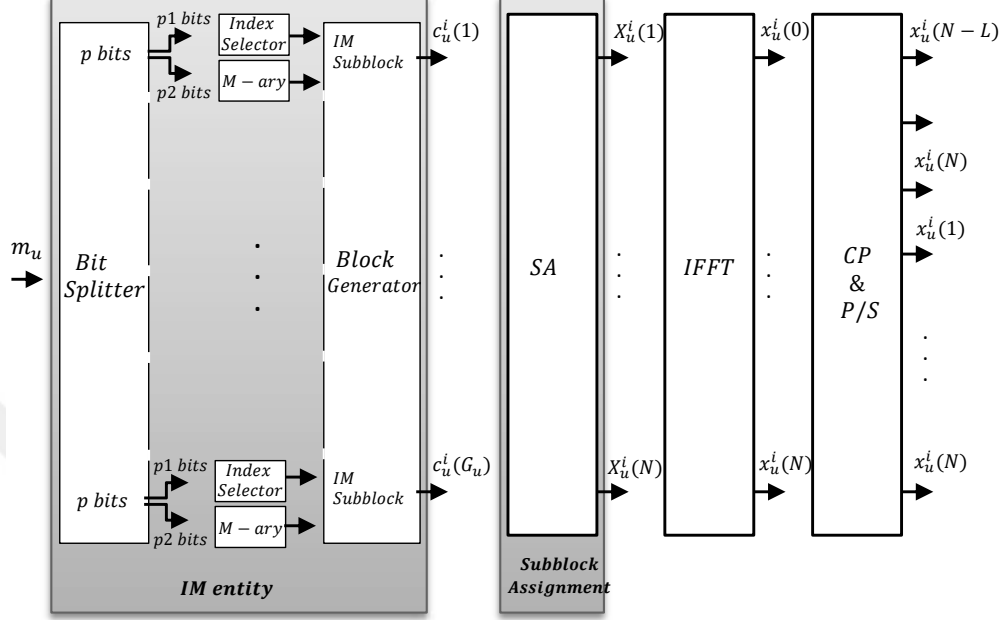 p1 bits
Index
Selector
IM
Subblock
c_u^i(1)
X_u^i(1)
x_u^i(0)
x_u^i(N − L)
p bits
p2 bits
M − ary
x_u^i(N)
x_u^i(1)
m_u
Bit
Splitter
Block
Generator
SA
IFFT
CP
&
P/S
p1 bits
Index
Selector
IM
Subblock
c_u^i(G_u)
X_u^i(N)
x_u^i(N)
x_u^i(N)
p bits
p2 bits
M − ary
IM entity
Subblock
Assignment